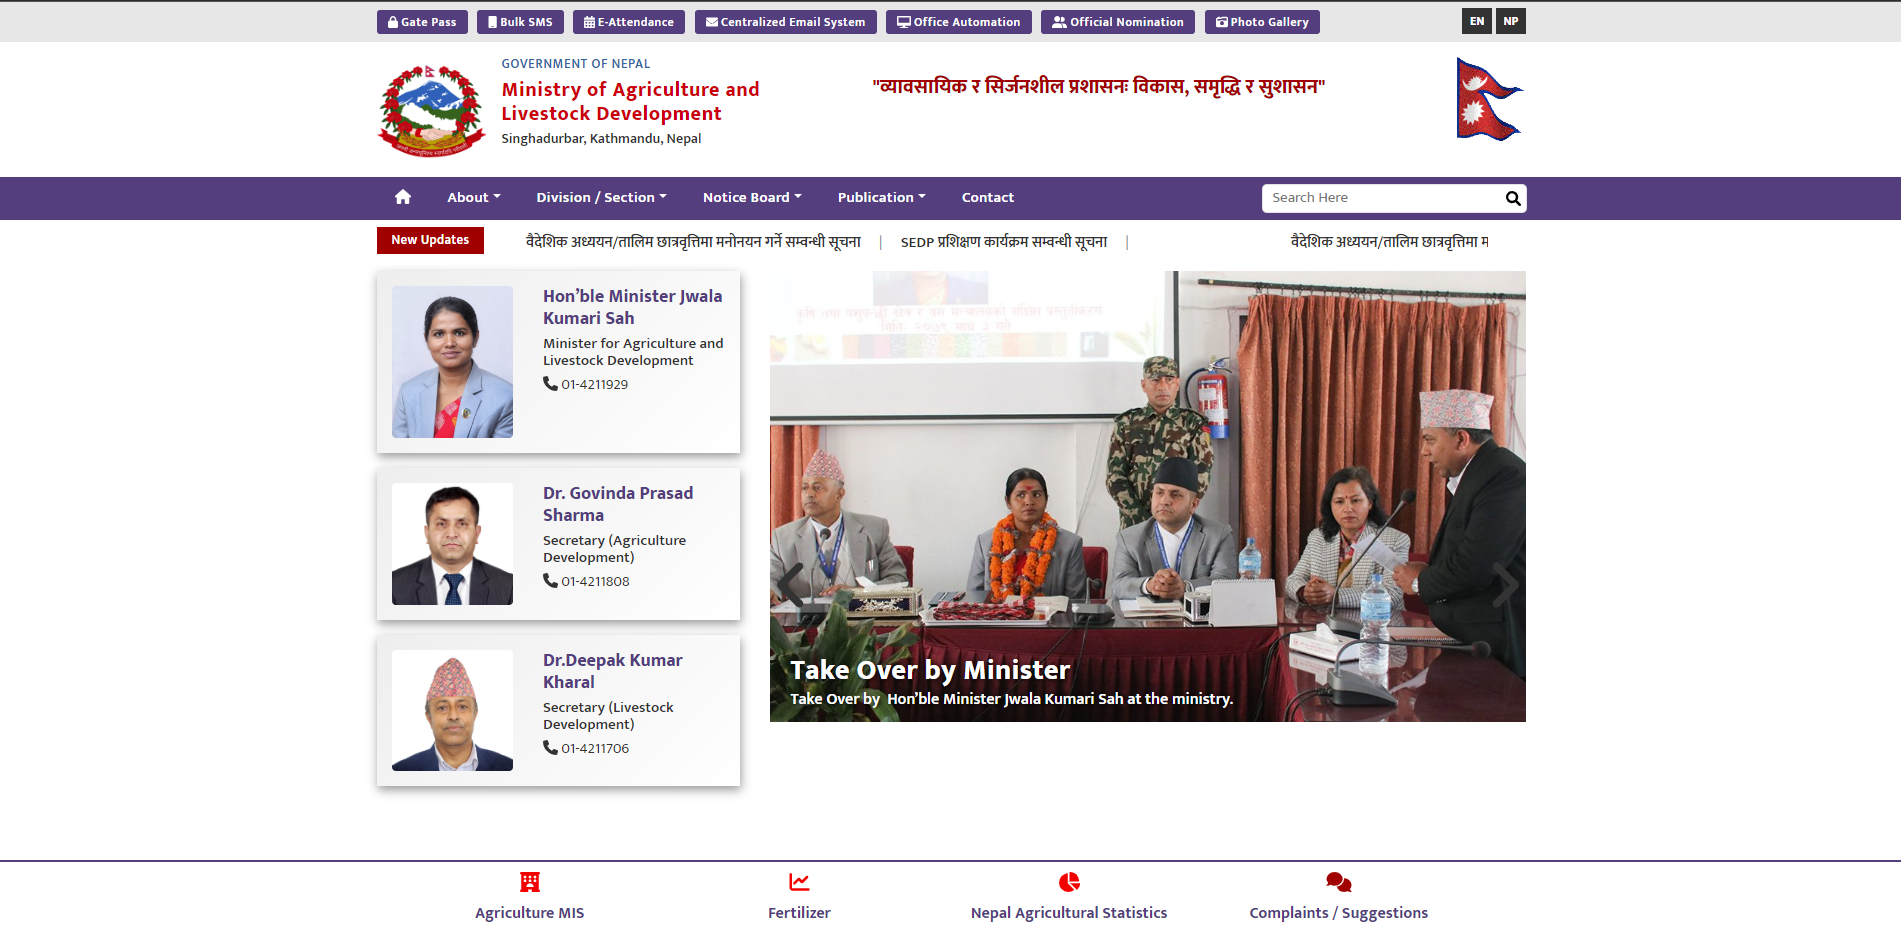 Gate Pass
Bulk SMS
E-Attendance
Centralized Email System
Office Automation
Official Nomination
Photo Gallery
EN
NP
GOVERNMENT OF NEPAL
Ministry of Agriculture and
Livestock Development
Singhadurbar, Kathmandu, Nepal
"व्यावसायिक र सिर्जनशील प्रशासनः विकास, समृद्धि र सुशासन"
About
Division / Section
Notice Board
Publication
Contact
Search Here
New Updates
वैदेशिक अध्ययन/तालिम छात्रवृत्तिमा मनोनयन गर्ने सम्वन्धी सूचना | SEDP प्रशिक्षण कार्यक्रम सम्वन्धी सूचना |
वैदेशिक अध्ययन/तालिम छात्रवृत्तिमा म
Hon’ble Minister Jwala
Kumari Sah
Minister for Agriculture and
Livestock Development
01-4211929
Dr. Govinda Prasad
Sharma
Secretary (Agriculture
Development)
01-4211808
Dr.Deepak Kumar
Kharal
Secretary (Livestock
Development)
01-4211706
मिति- २०७९ माघ ३ गते
Take Over by Minister
Take Over by  Hon’ble Minister Jwala Kumari Sah at the ministry.
Agriculture MIS
Fertilizer
Nepal Agricultural Statistics
Complaints / Suggestions